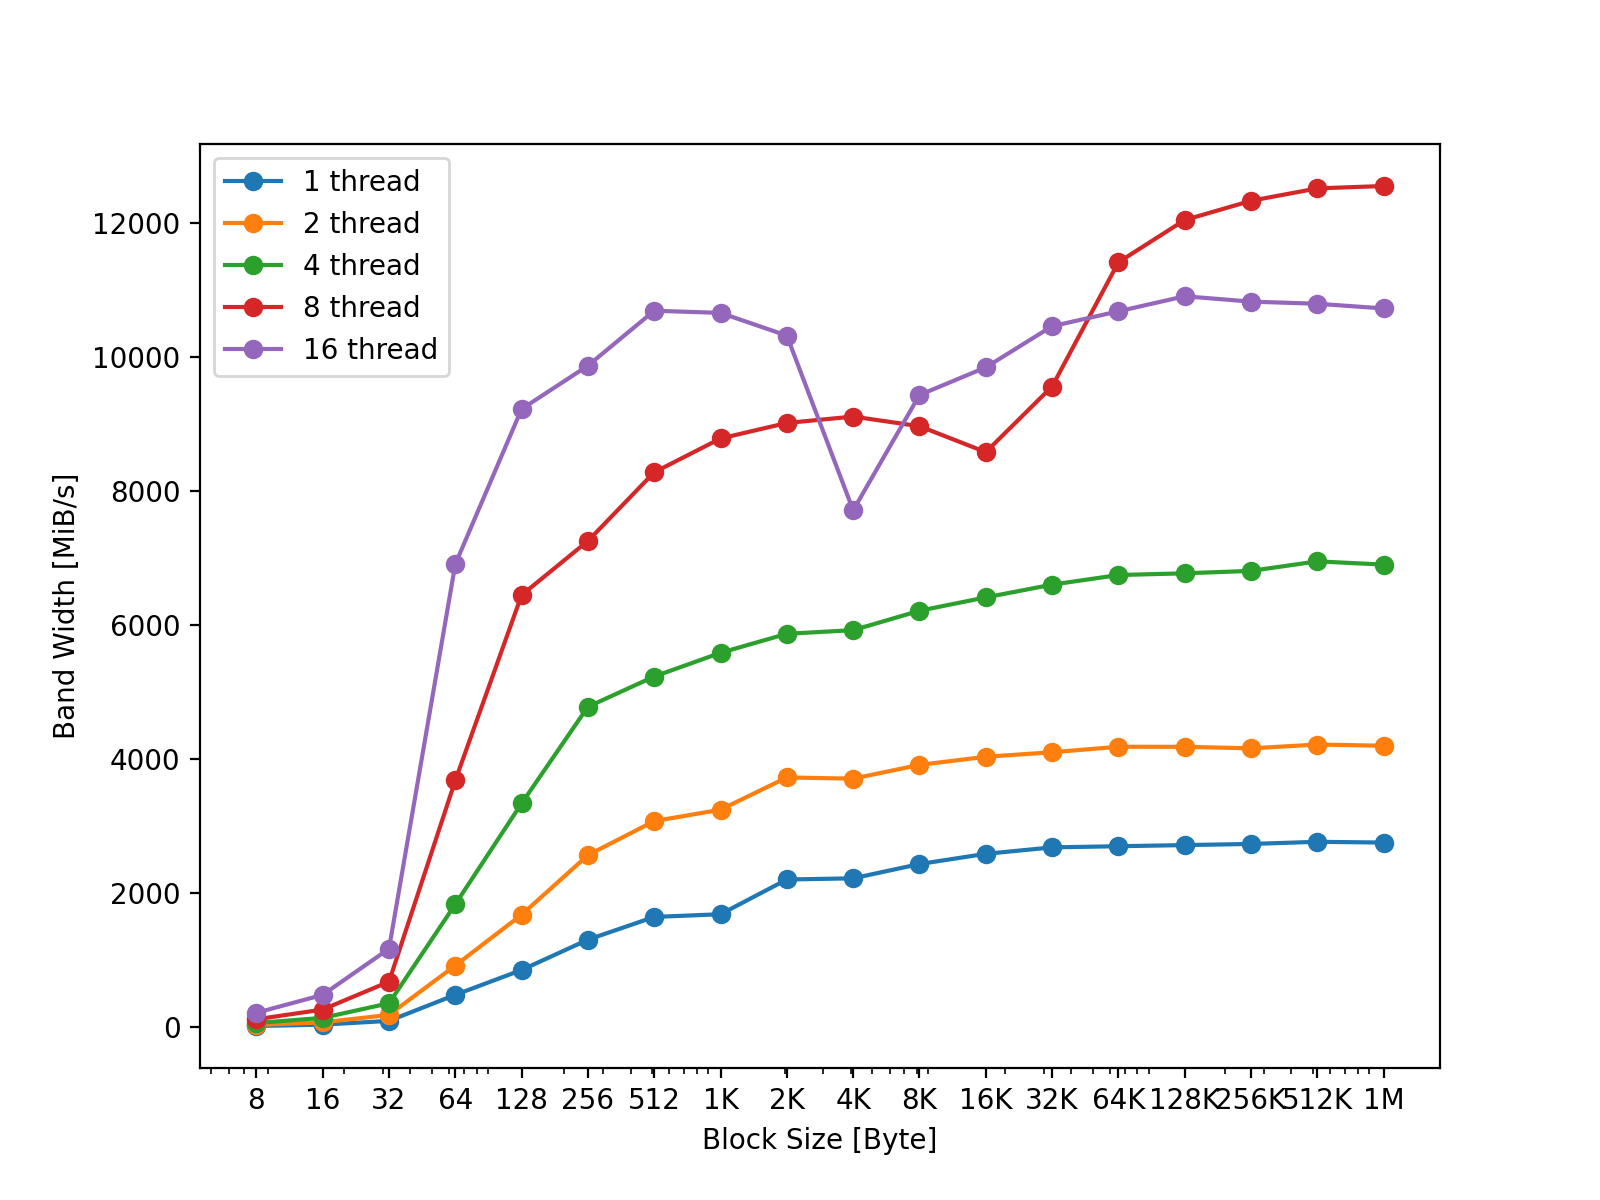 1 thread
2 thread
4 thread
8 thread
16 thread
12000
10000
8000
6000
4000
2000
0
Band Width [MiB/s]
8 16 32 64 128 256 512 1K 2K 4K 8K 16K 32K 64K 128K 256K 512K 1M
Block Size [Byte]